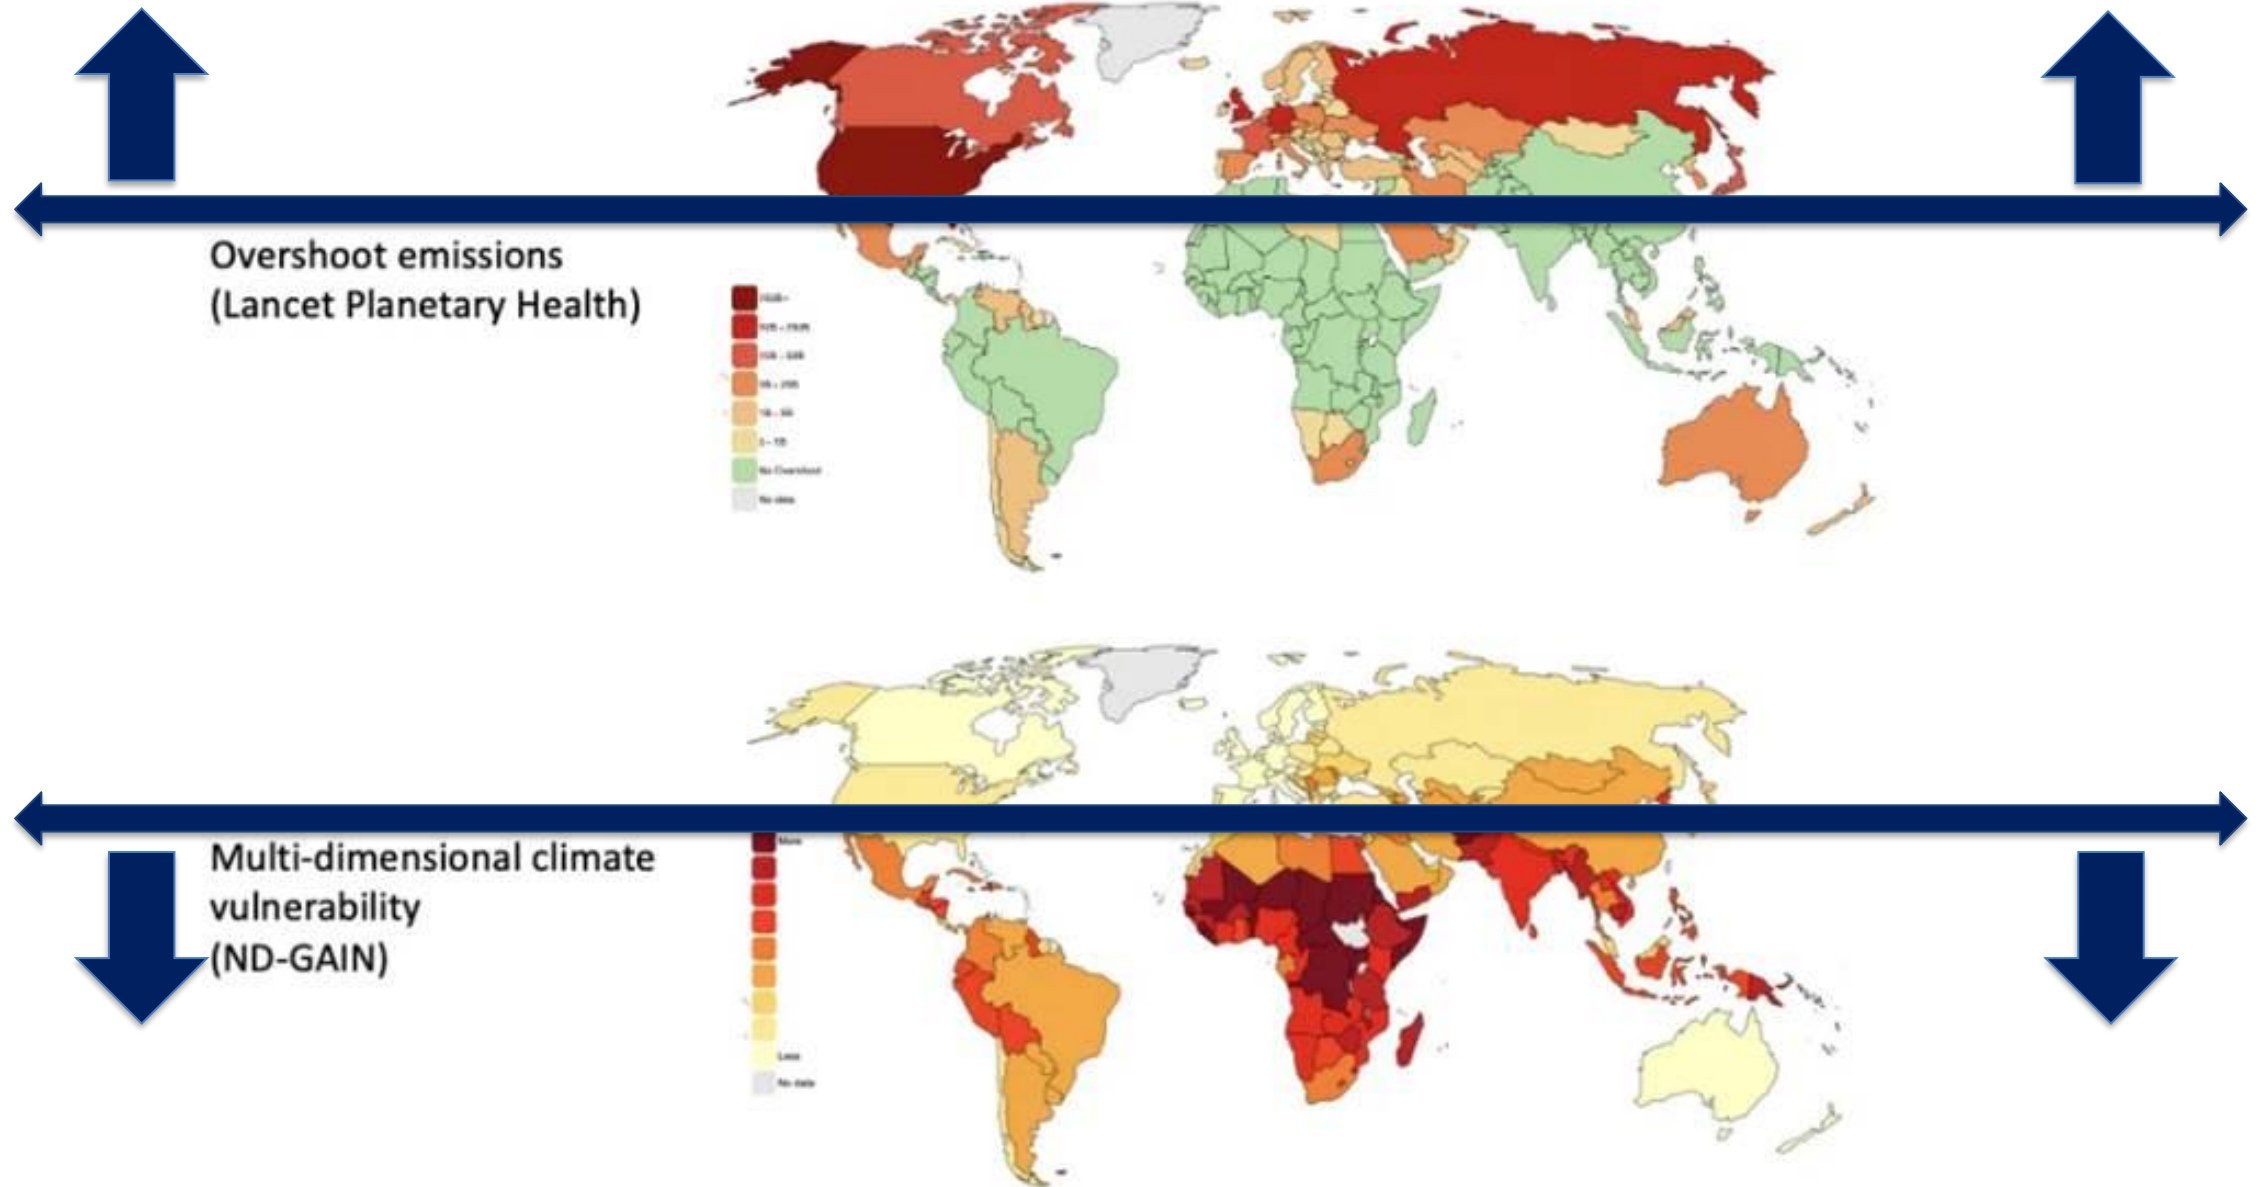 Overshoot emissions
(Lancet Planetary Health)
No Overshoot
No data
Multi-dimensional climate
vulnerability
(ND-GAIN)
More
Less
No data